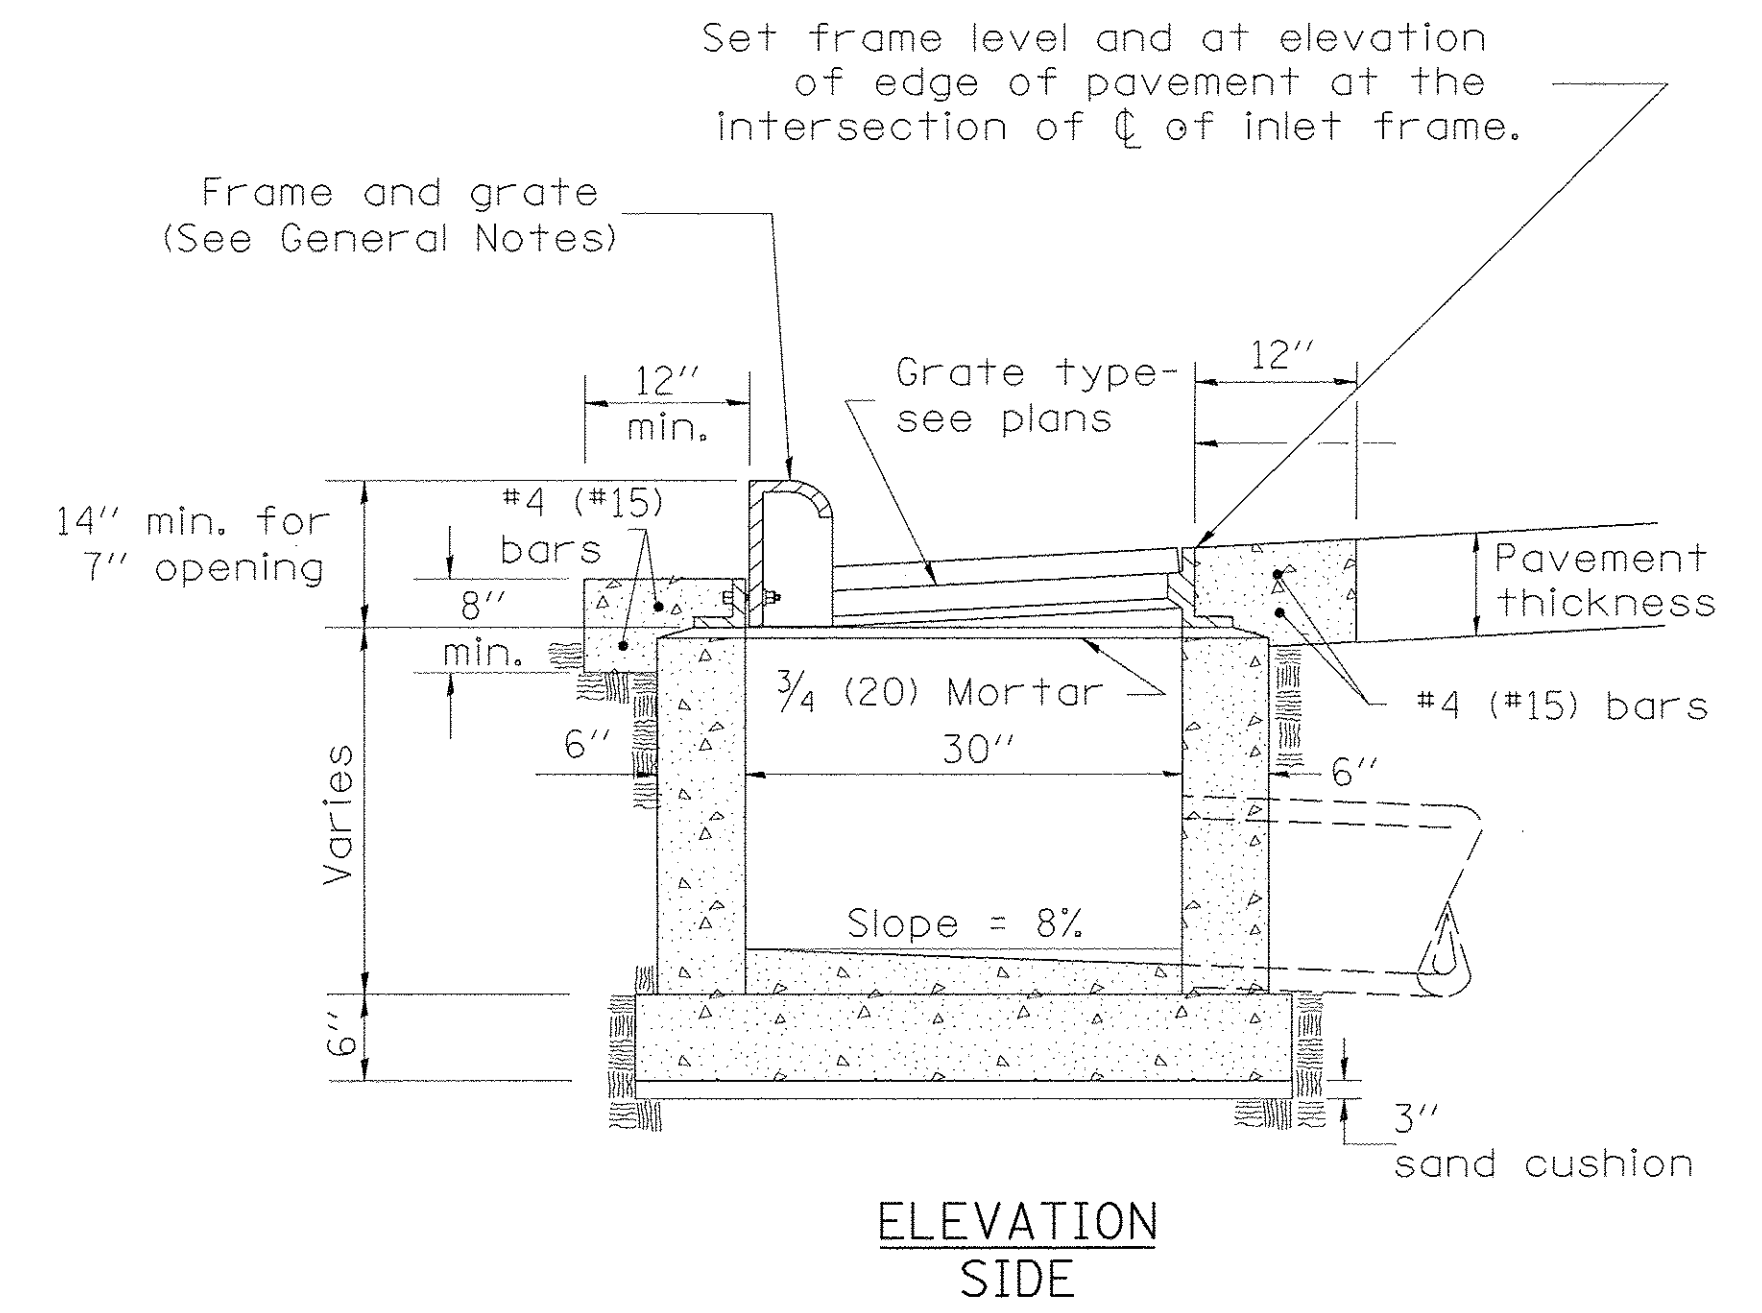 Set frame level and at elevation
of edge of pavement at the
intersection of ℄ of inlet frame.
Frame and grate
(See General Notes)
12"
Grate type-
see plans
12"
min.
#4 (#15)
bars
14" min. for
7" opening
8"
min.
Pavement
thickness
3/4 (20) Mortar
#4 (#15) bars
6"
30"
6"
Varies
Slope = 8%
6"
3"
sand cushion
ELEVATION
SIDE